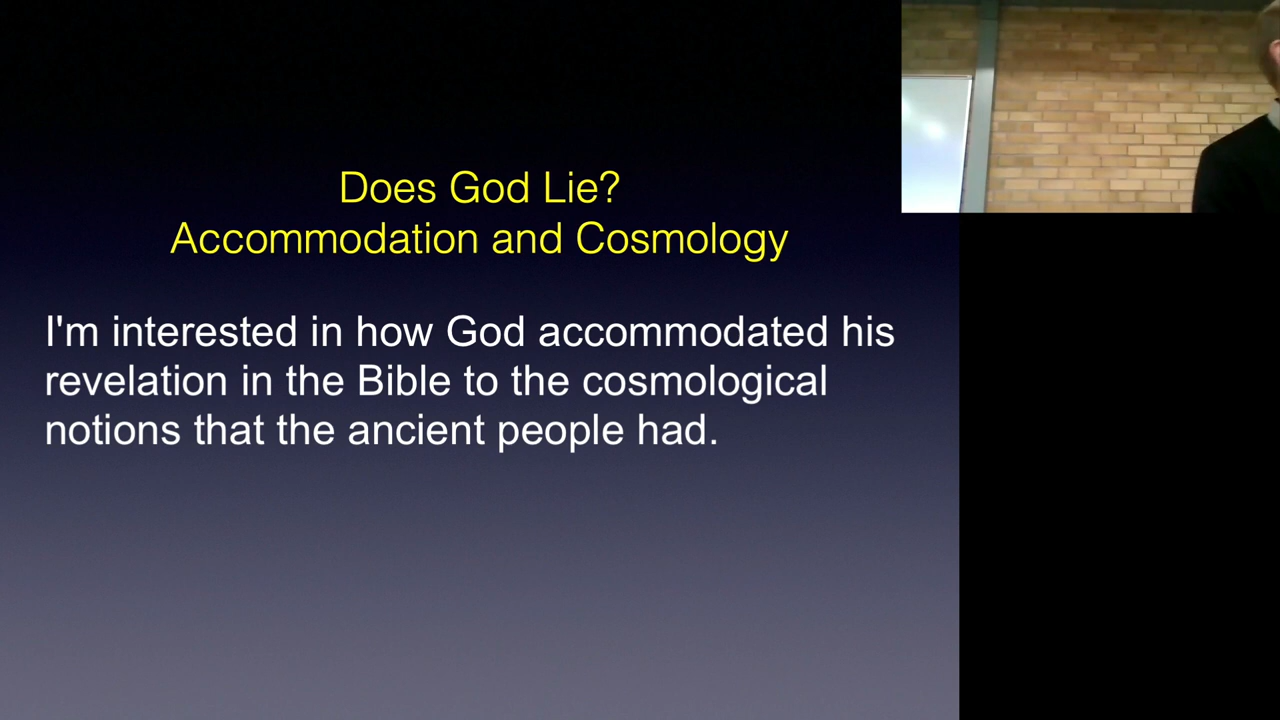 Does God Lie?
Accommodation and Cosmology
I'm interested in how God accommodated his
revelation in the Bible to the cosmological
notions that the ancient people had.